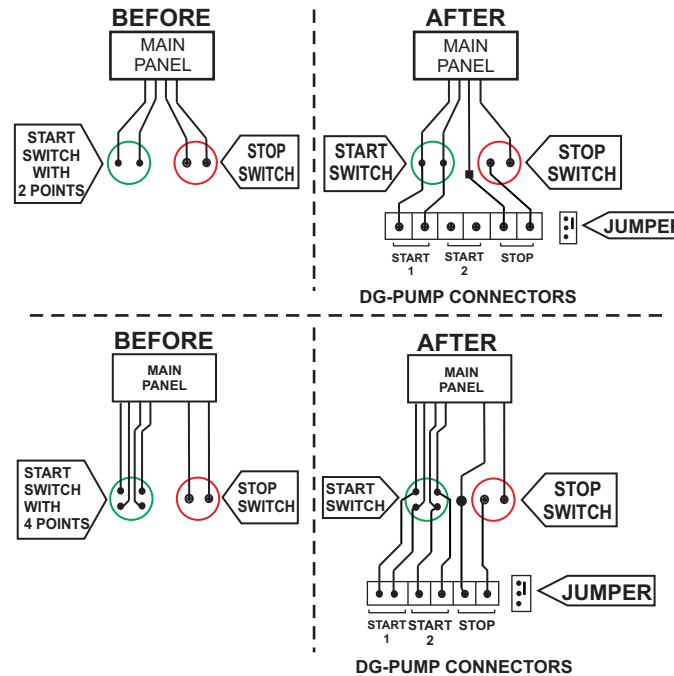 BEFORE
MAIN
PANEL
START
SWITCH
WITH
2 POINTS
STOP
SWITCH
AFTER
MAIN
PANEL
START
SWITCH
STOP
SWITCH
JUMPER
START
1
START
2
STOP
DG-PUMP CONNECTORS
BEFORE
MAIN
PANEL
START
SWITCH
WITH
4 POINTS
STOP
SWITCH
AFTER
MAIN
PANEL
START
SWITCH
STOP
SWITCH
JUMPER
START
1
START
2
STOP
DG-PUMP CONNECTORS